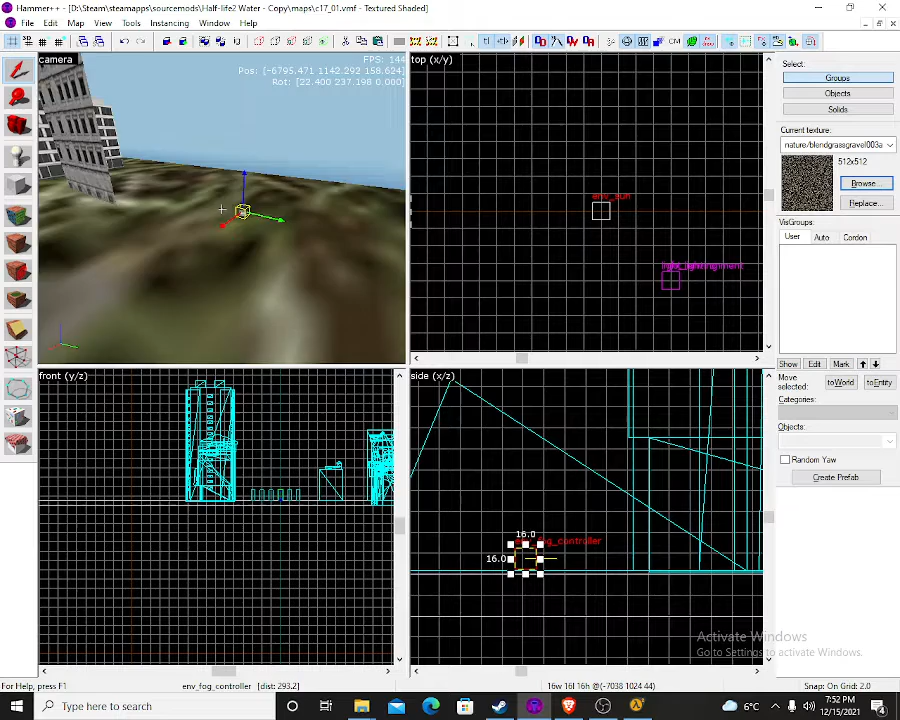 Hammer++ - [D:\Steam\steamapps\sourcemods\Half-life2 Water - Copy\maps\c17_01.vmf - Textured Shaded]
File Edit Map View Tools Instancing Window Help
camera
FPS: 144
Pos: [-6795.471 1142.292 158.624]
Rot: [22.400 237.198 0.000]
top (x/y)
env_sun
front (y/z)
side (x/z)
16.0
fog_controller
16.0
Select:
Groups
Objects
Solids
Current texture:
nature/blendgrassgravel003a
512x512
Browse...
Replace...
VisGroups:
User Auto Cordon
Show Edit Mark
Move selected:
toWorld toEntity
Categories:
Objects:
Random Yaw
Create Prefab
Activate Windows
Go to Settings to activate Windows.
For Help, press F1
env_fog_controller [dist: 293.2]
16w 16l 16h @(-7038 1024 44)
Snap: On Grid: 2.0
Type here to search
6°C
7:52 PM
12/15/2021
4